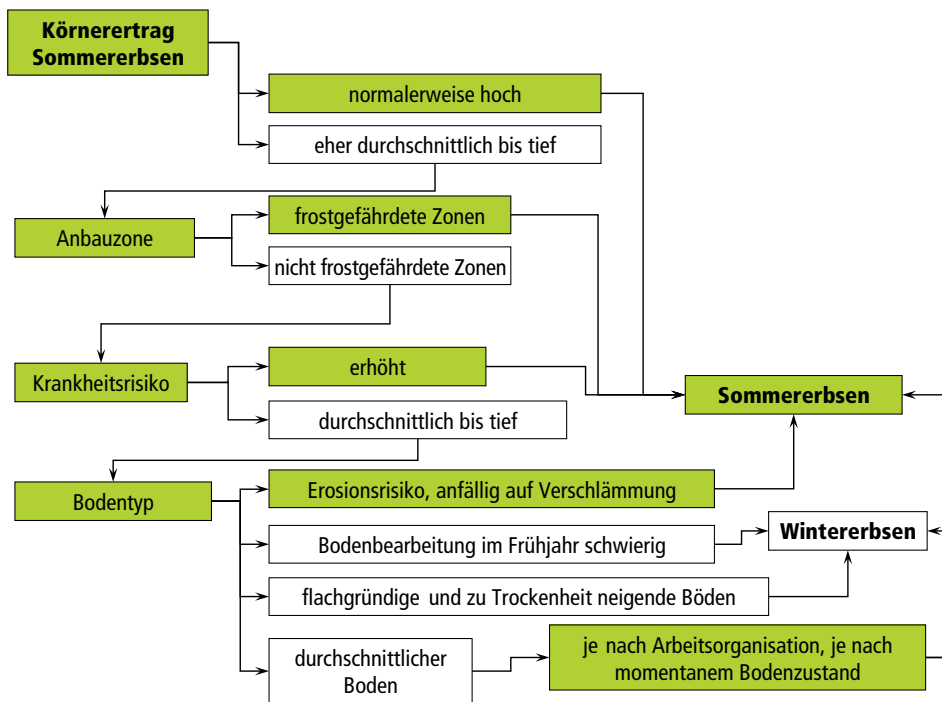 Körnerertrag
Sommererbsen
normalerweise hoch
eher durchschnittlich bis tief
Anbauzone
frostgefährdete Zonen
nicht frostgefährdete Zonen
Krankheitsrisiko
erhöht
durchschnittlich bis tief
Sommererbsen
Bodentyp
Erosionsrisiko, anfällig auf Verschlämmung
Bodenbearbeitung im Frühjahr schwierig
Wintererbsen
flachgründige und zu Trockenheit neigende Böden
durchschnittlicher
Boden
je nach Arbeitsorganisation, je nach
momentanem Bodenzustand